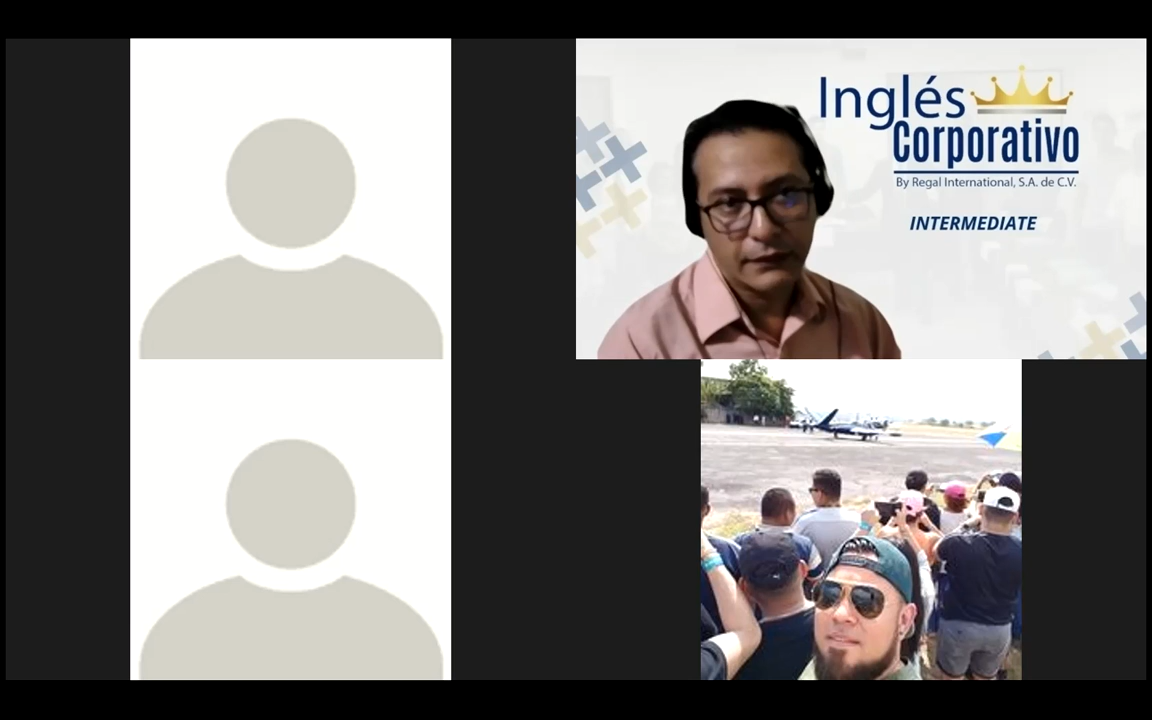 Inglés
Corporativo
By Regal International, S.A. de C.V.
INTERMEDIATE